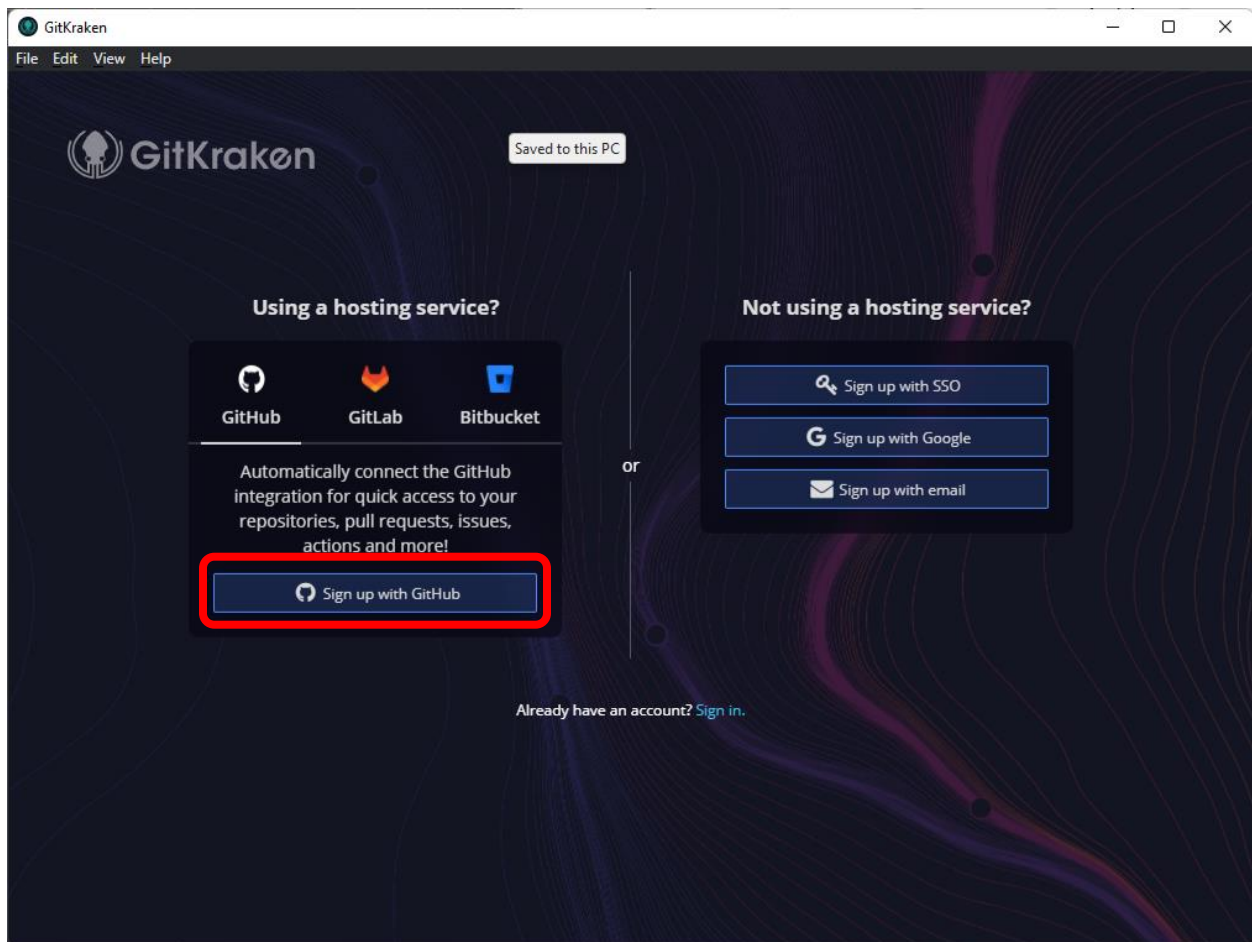 GitKraken
File Edit View Help
GitKraken
Saved to this PC
Using a hosting service?
GitHub GitLab Bitbucket
Automatically connect the GitHub
integration for quick access to your
repositories, pull requests, issues,
actions and more!
Sign up with GitHub
or
Not using a hosting service?
Sign up with SSO
Sign up with Google
Sign up with email
Already have an account? Sign in.